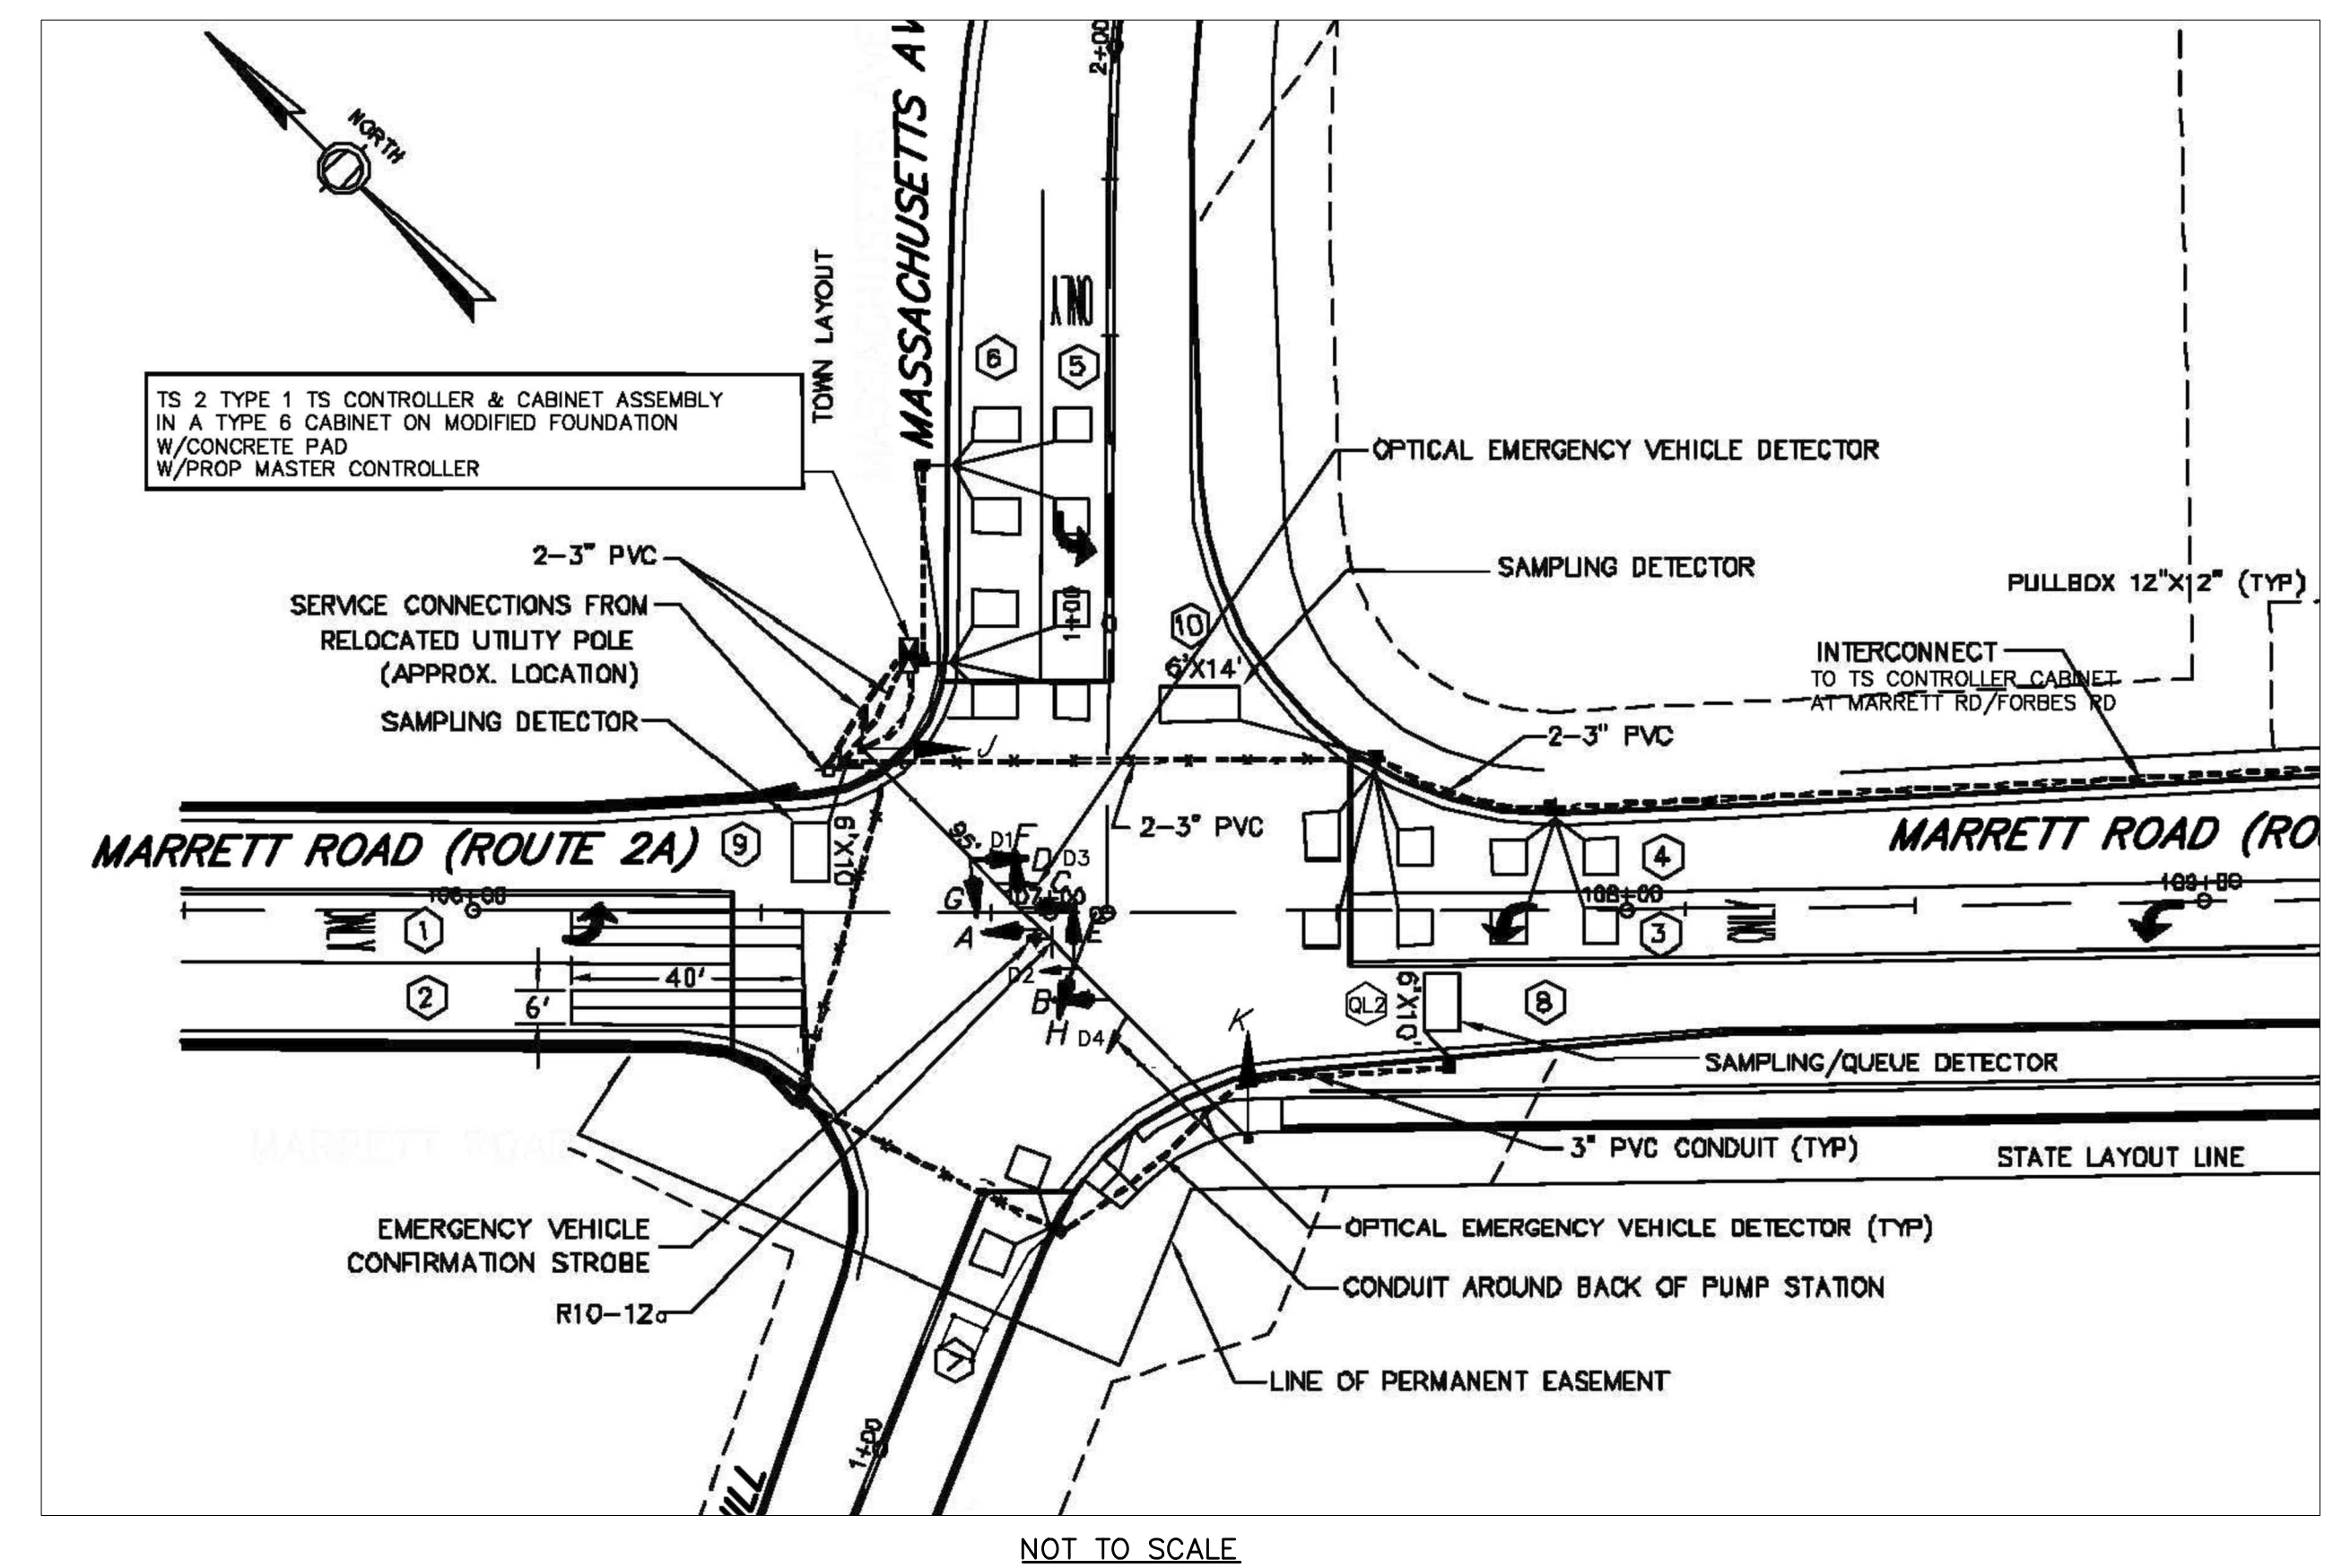 NORTH
MASSACHUSETTS AV
2+00
TOWN LAYOUT
ONLY
6
5
TS 2 TYPE 1 TS CONTROLLER & CABINET ASSEMBLY
IN A TYPE 6 CABINET ON MODIFIED FOUNDATION
W/CONCRETE PAD
W/PROP MASTER CONTROLLER
OPTICAL EMERGENCY VEHICLE DETECTOR
2-3" PVC
SAMPLING DETECTOR
PULLBOX 12"X12" (TYP)
SERVICE CONNECTIONS FROM
RELOCATED UTILITY POLE
(APPROX. LOCATION)
1+00
10
6'X14'
INTERCONNECT
TO TS CONTROLLER CABINET
AT MARRETT RD/FORBES RD
SAMPLING DETECTOR
J
2-3" PVC
2-3" PVC
MARRETT ROAD (ROUTE 2A)
9
6'X10'
95'
D1
F
D
D3
C
G
107+00
A
E
D2
B
H
D4
4
MARRETT ROAD (RO
106+00
ONLY
1
108+00
3
ONLY
109+00
2
40'
6'
QL2
6'X10'
8
K
SAMPLING/QUEUE DETECTOR
3" PVC CONDUIT (TYP)
STATE LAYOUT LINE
MARRETT ROAD
EMERGENCY VEHICLE
CONFIRMATION STROBE
OPTICAL EMERGENCY VEHICLE DETECTOR (TYP)
CONDUIT AROUND BACK OF PUMP STATION
R10-12a
7
LINE OF PERMANENT EASEMENT
1+00
HILL
NOT TO SCALE